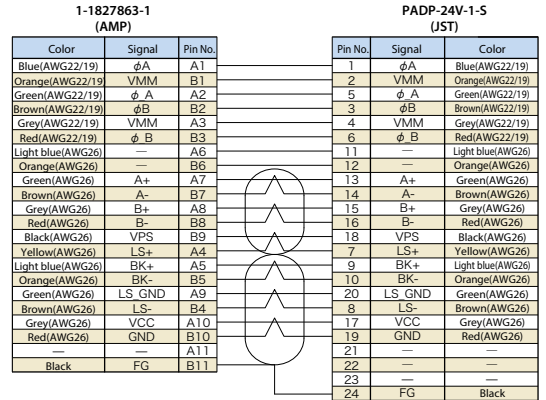 1-1827863-1
(AMP)
PADP-24V-1-S
(JST)
Color Signal Pin No. Pin No. Signal Color
Blue(AWG22/19) φA A1 1 φA Blue(AWG22/19)
Orange(AWG22/19) VMM B1 2 VMM Orange(AWG22/19)
Green(AWG22/19) φ_A A2 5 φ_A Green(AWG22/19)
Brown(AWG22/19) φB B2 3 φB Brown(AWG22/19)
Grey(AWG22/19) VMM A3 4 VMM Grey(AWG22/19)
Red(AWG22/19) φ_B B3 6 φ_B Red(AWG22/19)
Light blue(AWG26) — A6 11 — Light blue(AWG26)
Orange(AWG26) — B6 12 — Orange(AWG26)
Green(AWG26) A+ A7 13 A+ Green(AWG26)
Brown(AWG26) A- B7 14 A- Brown(AWG26)
Grey(AWG26) B+ A8 15 B+ Grey(AWG26)
Red(AWG26) B- B8 16 B- Red(AWG26)
Black(AWG26) VPS B9 18 VPS Black(AWG26)
Yellow(AWG26) LS+ A4 7 LS+ Yellow(AWG26)
Light blue(AWG26) BK+ A5 9 BK+ Light blue(AWG26)
Orange(AWG26) BK- B5 10 BK- Orange(AWG26)
Green(AWG26) LS_GND A9 20 LS_GND Green(AWG26)
Brown(AWG26) LS- B4 8 LS- Brown(AWG26)
Grey(AWG26) VCC A10 17 VCC Grey(AWG26)
Red(AWG26) GND B10 19 GND Red(AWG26)
— — A11 21 — —
Black FG B11 22 — —
23 — —
24 FG Black